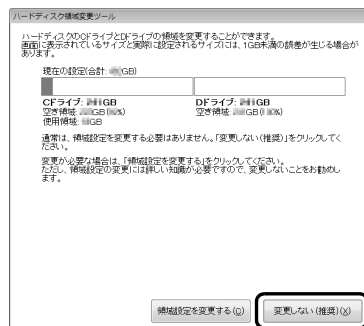 ハードディスク領域変更ツール
ハードディスクのCドライブとDドライブの領域を変更することができます。
画面に表示されているサイズと実際に設定されるサイズには、1GB未満の誤差が生じる場合が
あります。
現在の設定(合計: GB)
Cドライブ: GB
空き領域: GB( %)
使用領域: GB
Dドライブ: GB
空き領域: GB( %)
通常は、領域設定を変更する必要はありません。「変更しない(推奨)」をクリックしてく
ださい。
変更が必要な場合は、「領域設定を変更する」をクリックしてください。
ただし、領域設定の変更には詳しい知識が必要ですので、変更しないことをお勧めし
ます。
領域設定を変更する(C)
変更しない(推奨)(X)